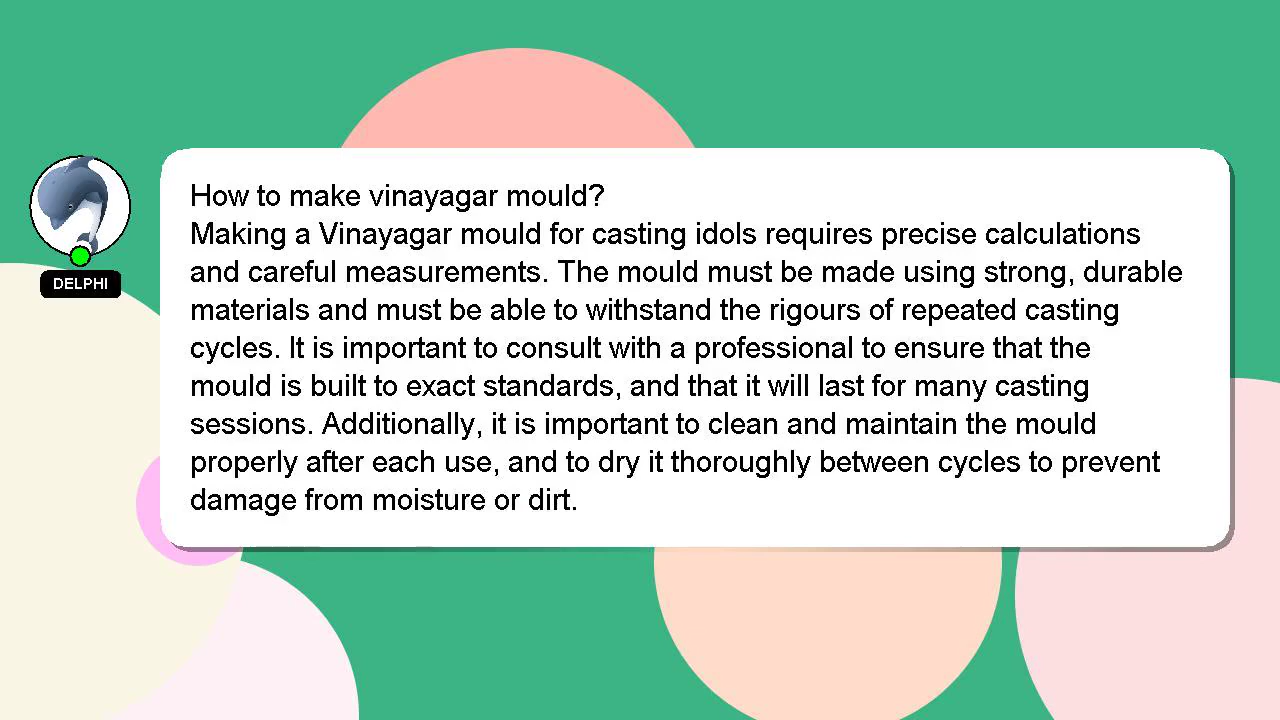 How to make vinayagar mould?
Making a Vinayagar mould for casting idols requires precise calculations
and careful measurements. The mould must be made using strong, durable
materials and must be able to withstand the rigours of repeated casting
cycles. It is important to consult with a professional to ensure that the
mould is built to exact standards, and that it will last for many casting
sessions. Additionally, it is important to clean and maintain the mould
properly after each use, and to dry it thoroughly between cycles to prevent
damage from moisture or dirt.
DELPHI